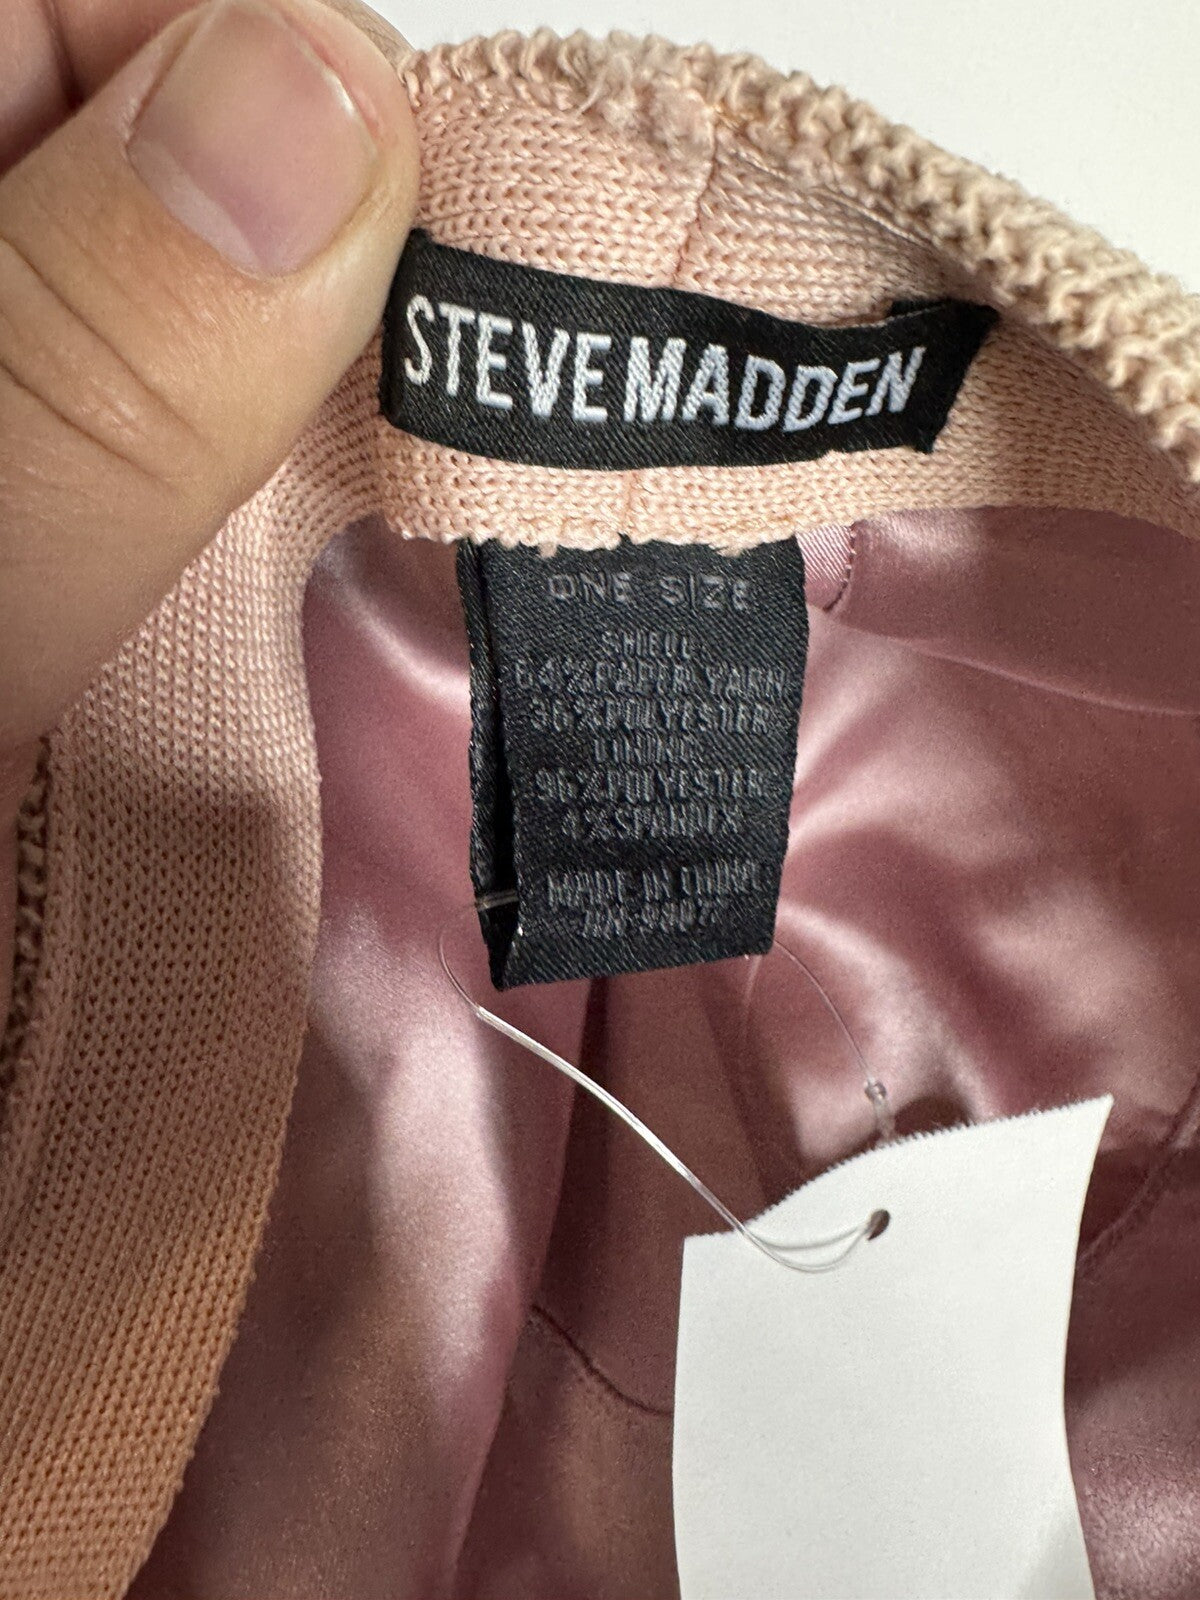 STEVE MADDEN
ONE SIZE
SHELL
64% PAPER YARN
36% POLYESTER
LINING
96% POLYESTER
4% SPANDEX
MADE IN CHINA